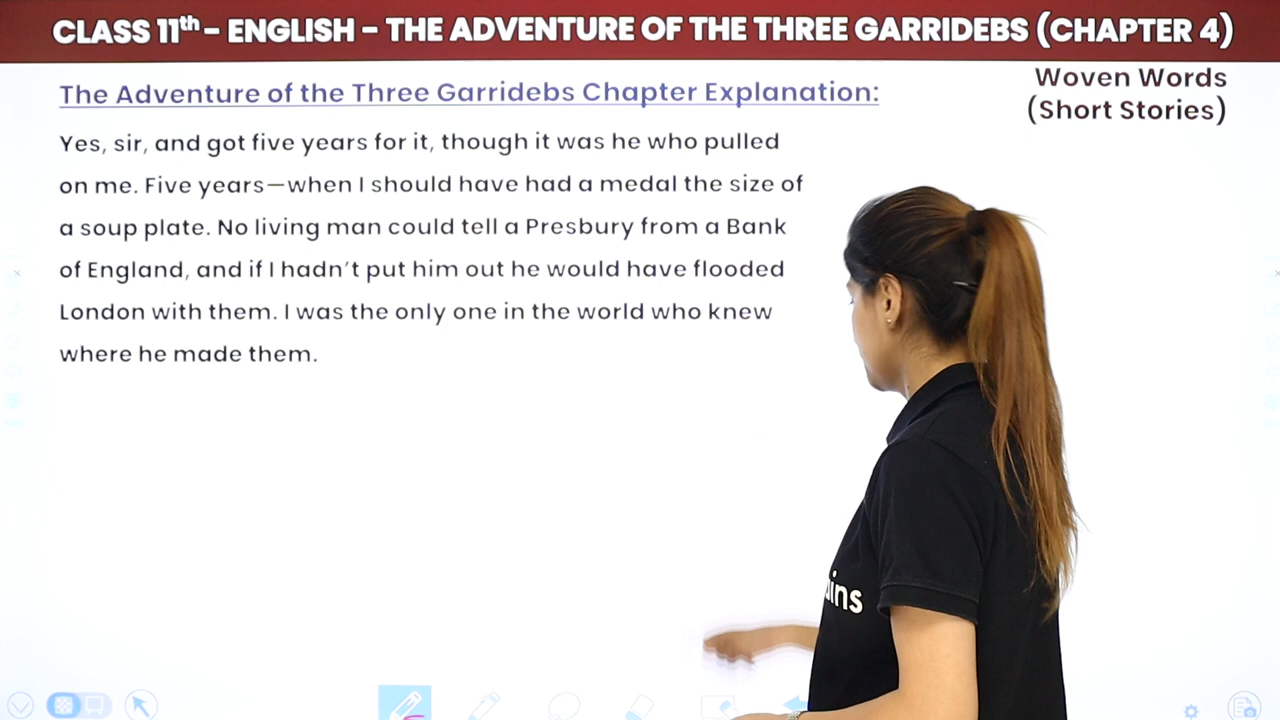 CLASS 11th - ENGLISH - THE ADVENTURE OF THE THREE GARRIDEBS (CHAPTER 4)
The Adventure of the Three Garridebs Chapter Explanation:
Woven Words
(Short Stories)
Yes, sir, and got five years for it, though it was he who pulled
on me. Five years—when I should have had a medal the size of
a soup plate. No living man could tell a Presbury from a Bank
of England, and if I hadn't put him out he would have flooded
London with them. I was the only one in the world who knew
where he made them.